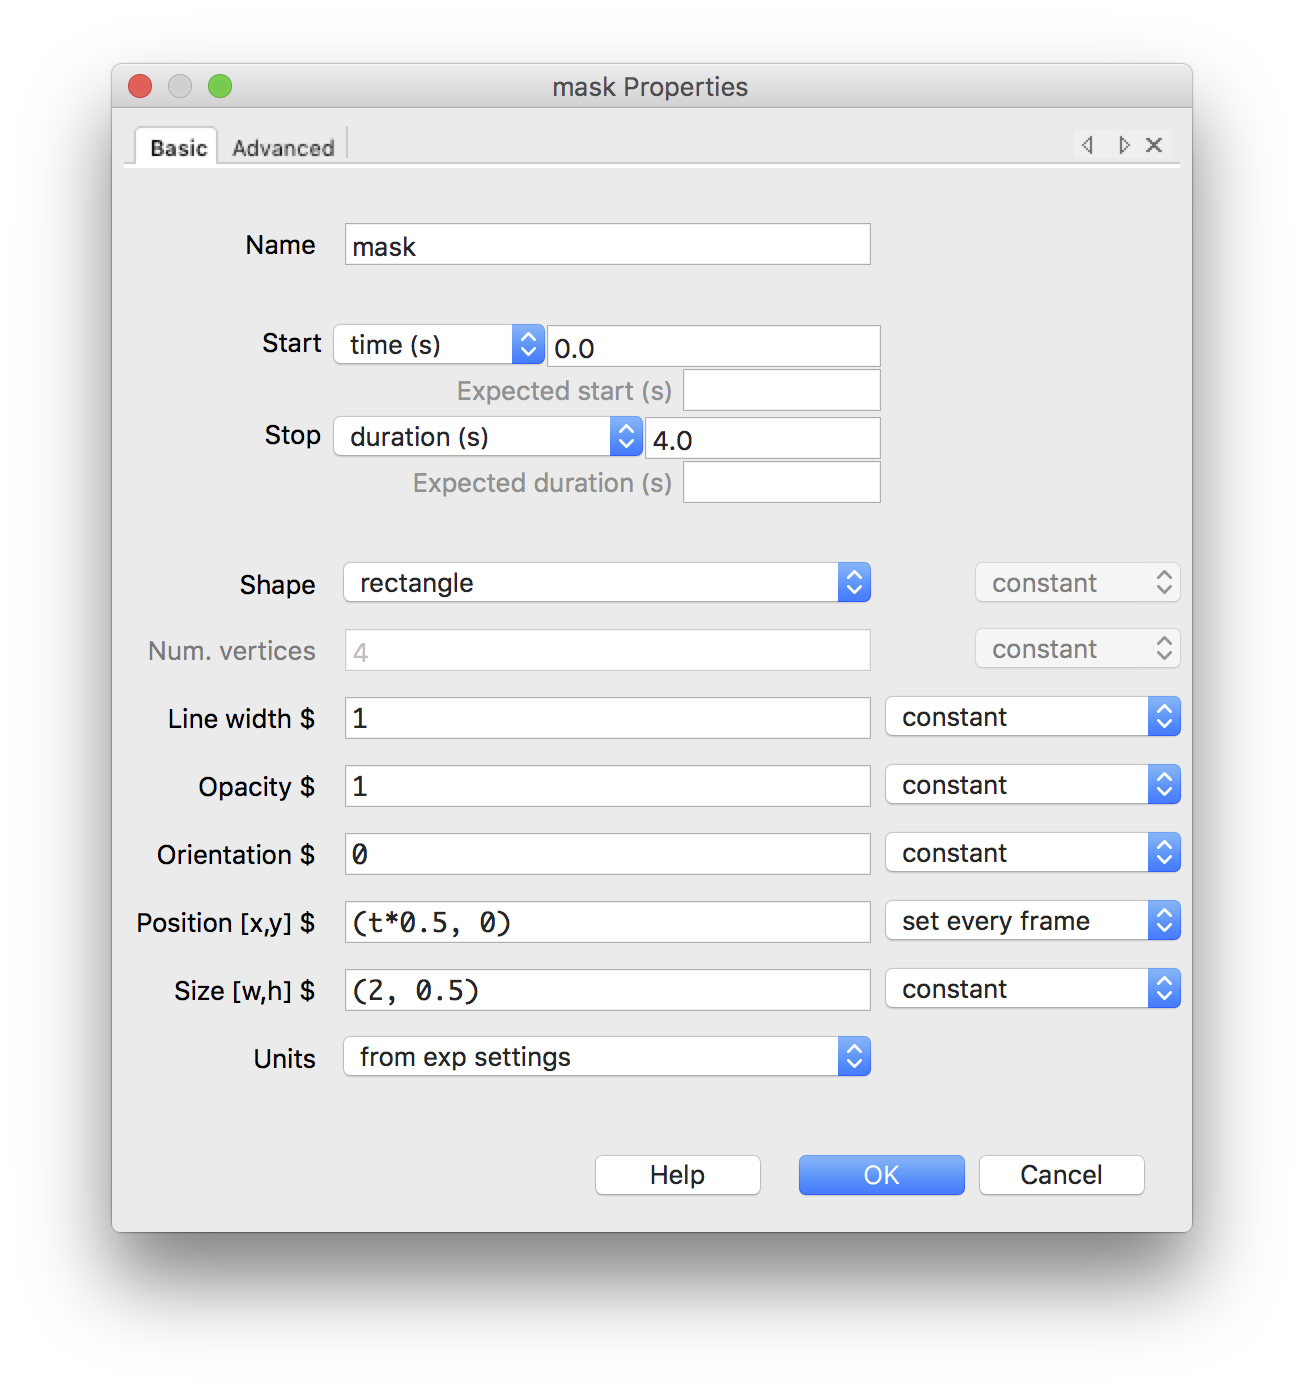 mask Properties
Basic Advanced
Name mask
Start time (s) 0.0
Expected start (s)
Stop duration (s) 4.0
Expected duration (s)
Shape rectangle constant
Num. vertices 4 constant
Line width $ 1 constant
Opacity $ 1 constant
Orientation $ 0 constant
Position [x,y] $ (t*0.5, 0) set every frame
Size [w,h] $ (2, 0.5) constant
Units from exp settings
Help OK Cancel